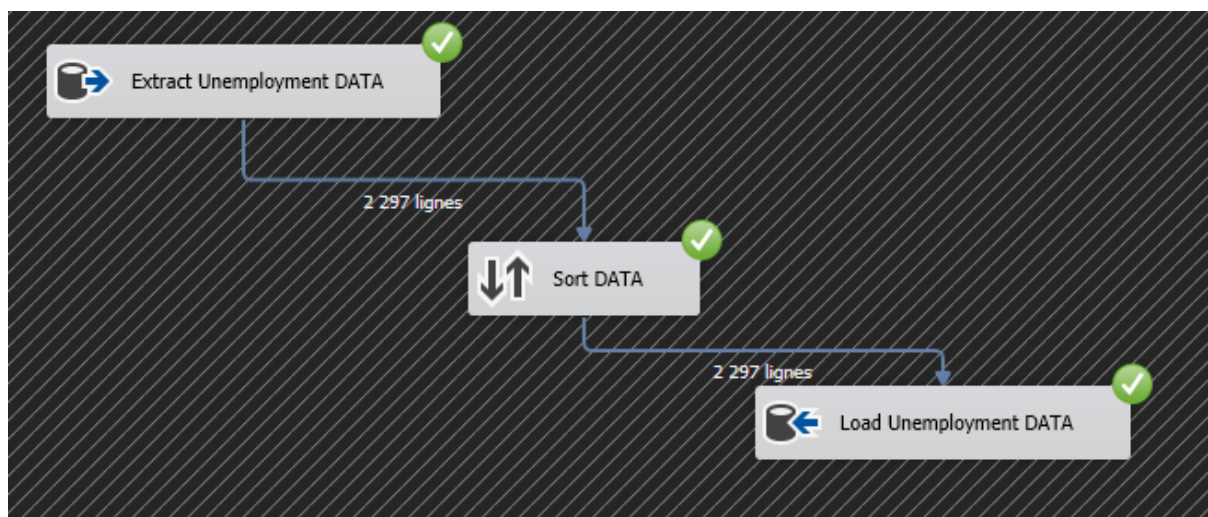 Extract Unemployment DATA
2 297 lignes
Sort DATA
2 297 lignes
Load Unemployment DATA